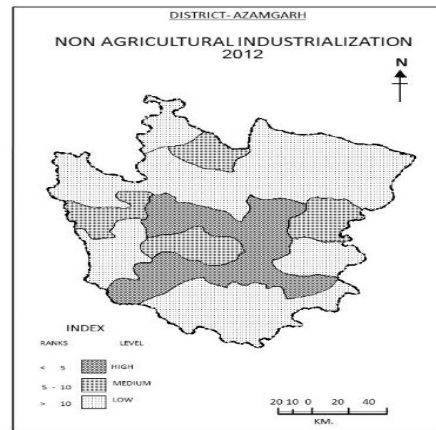 DISTRICT- AZAMGARH
NON AGRICULTURAL INDUSTRIALIZATION
2012
N
INDEX
RANKS LEVEL
< 5 HIGH
5 - 10 MEDIUM
> 10 LOW
20 10 0 20 40
KM.